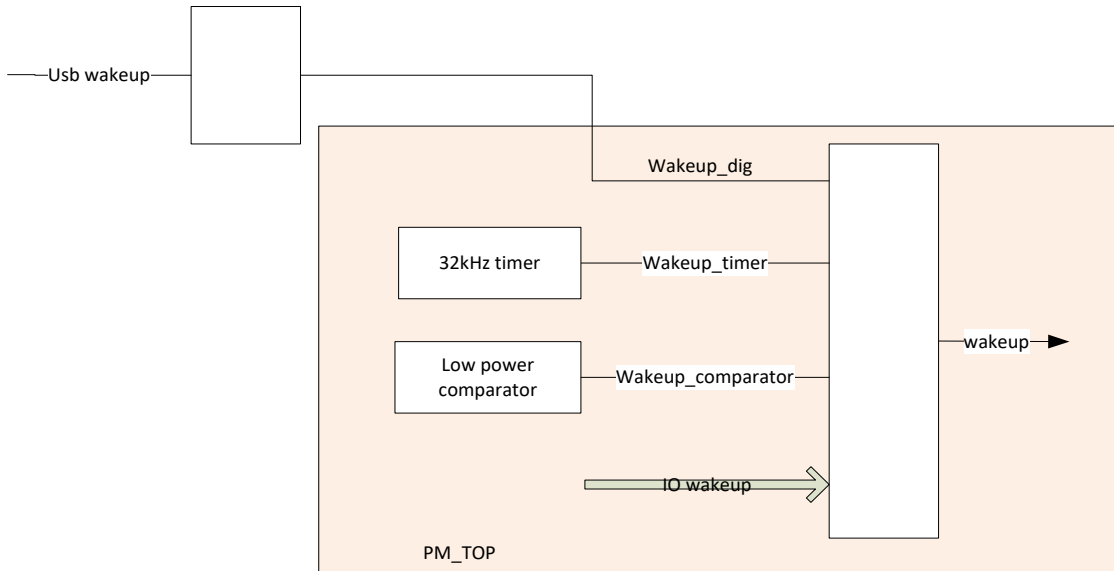 Usb wakeup
Wakeup_dig
32kHz timer
Wakeup_timer
wakeup
Low power
comparator
Wakeup_comparator
IO wakeup
PM_TOP